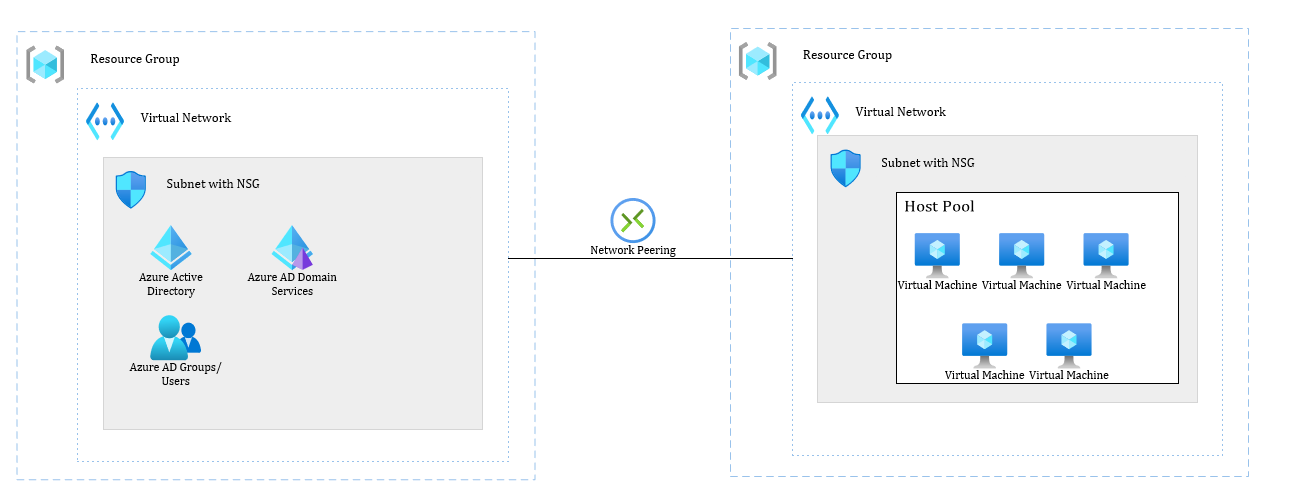 Resource Group
Virtual Network
Subnet with NSG
Azure Active
Directory
Azure AD Domain
Services
Azure AD Groups/
Users
Network Peering
Resource Group
Virtual Network
Subnet with NSG
Host Pool
Virtual Machine
Virtual Machine
Virtual Machine
Virtual Machine
Virtual Machine